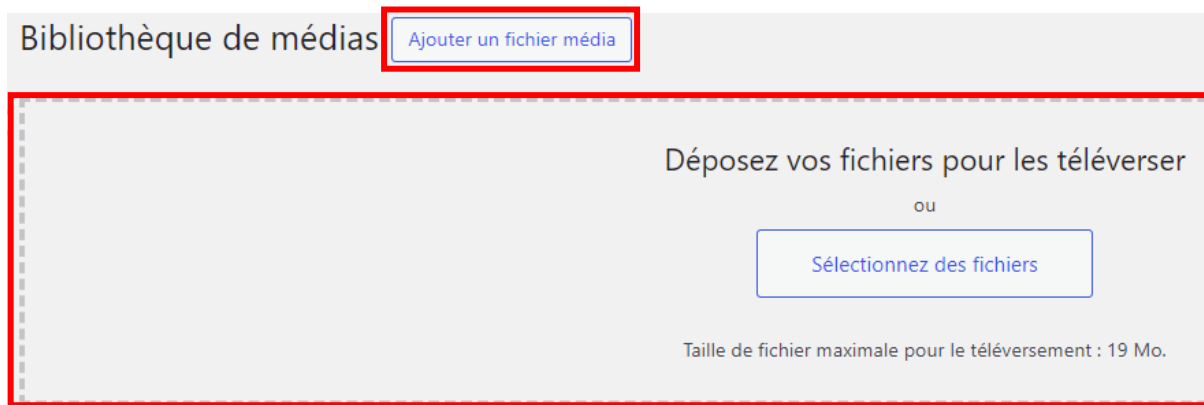 Bibliothèque de médias Ajouter un fichier média
Déposez vos fichiers pour les téléverser
ou
Sélectionnez des fichiers
Taille de fichier maximale pour le téléversement : 19 Mo.